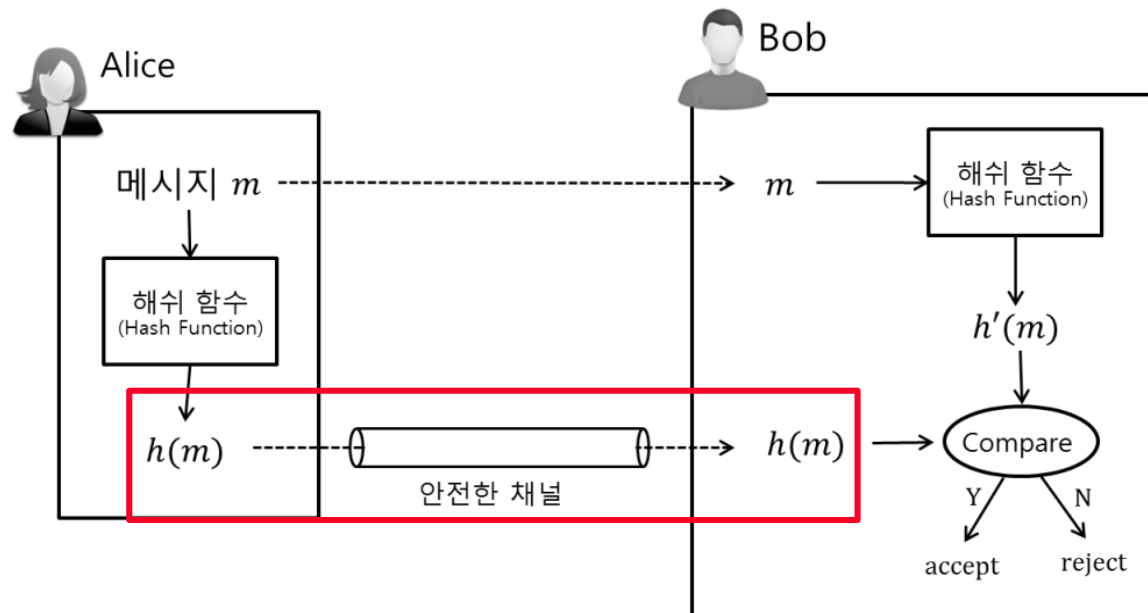 Alice
Bob
메시지 m
m
해쉬 함수
(Hash Function)
해쉬 함수
(Hash Function)
h′(m)
h(m)
안전한 채널
h(m)
Compare
Y
N
accept
reject